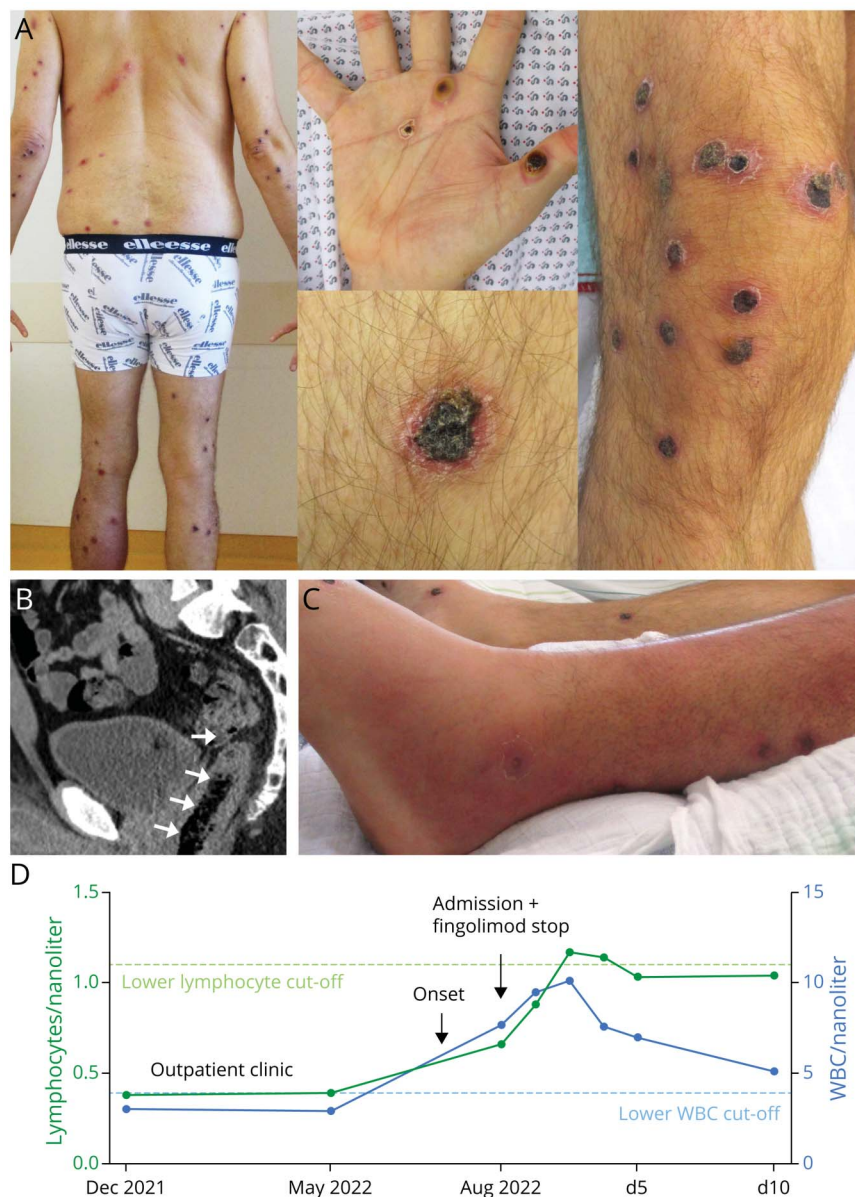 A
ellesse
B
C
D
Lymphocytes/nanoliter
1.5
1.0
0.5
0.0
Lower lymphocyte cut-off
Outpatient clinic
Onset
Admission +
fingolimod stop
Lower WBC cut-off
15
10
5
0
WBC/nanoliter
Dec 2021
May 2022
Aug 2022
d5
d10